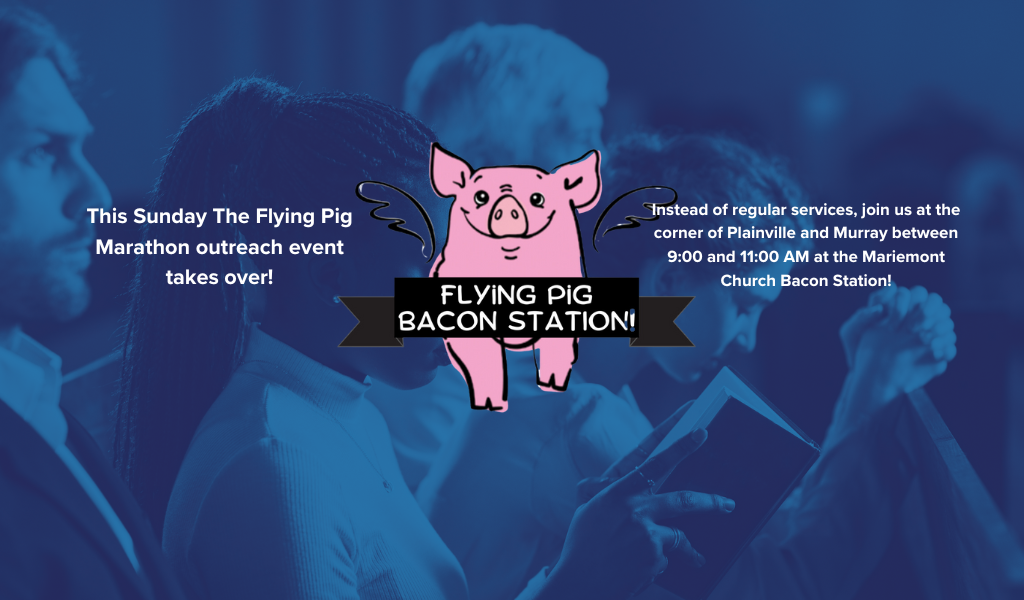 This Sunday The Flying Pig
Marathon outreach event
takes over!
FLYING PIG
BACON STATION!
Instead of regular services, join us at the
corner of Plainville and Murray between
9:00 and 11:00 AM at the Mariemont
Church Bacon Station!